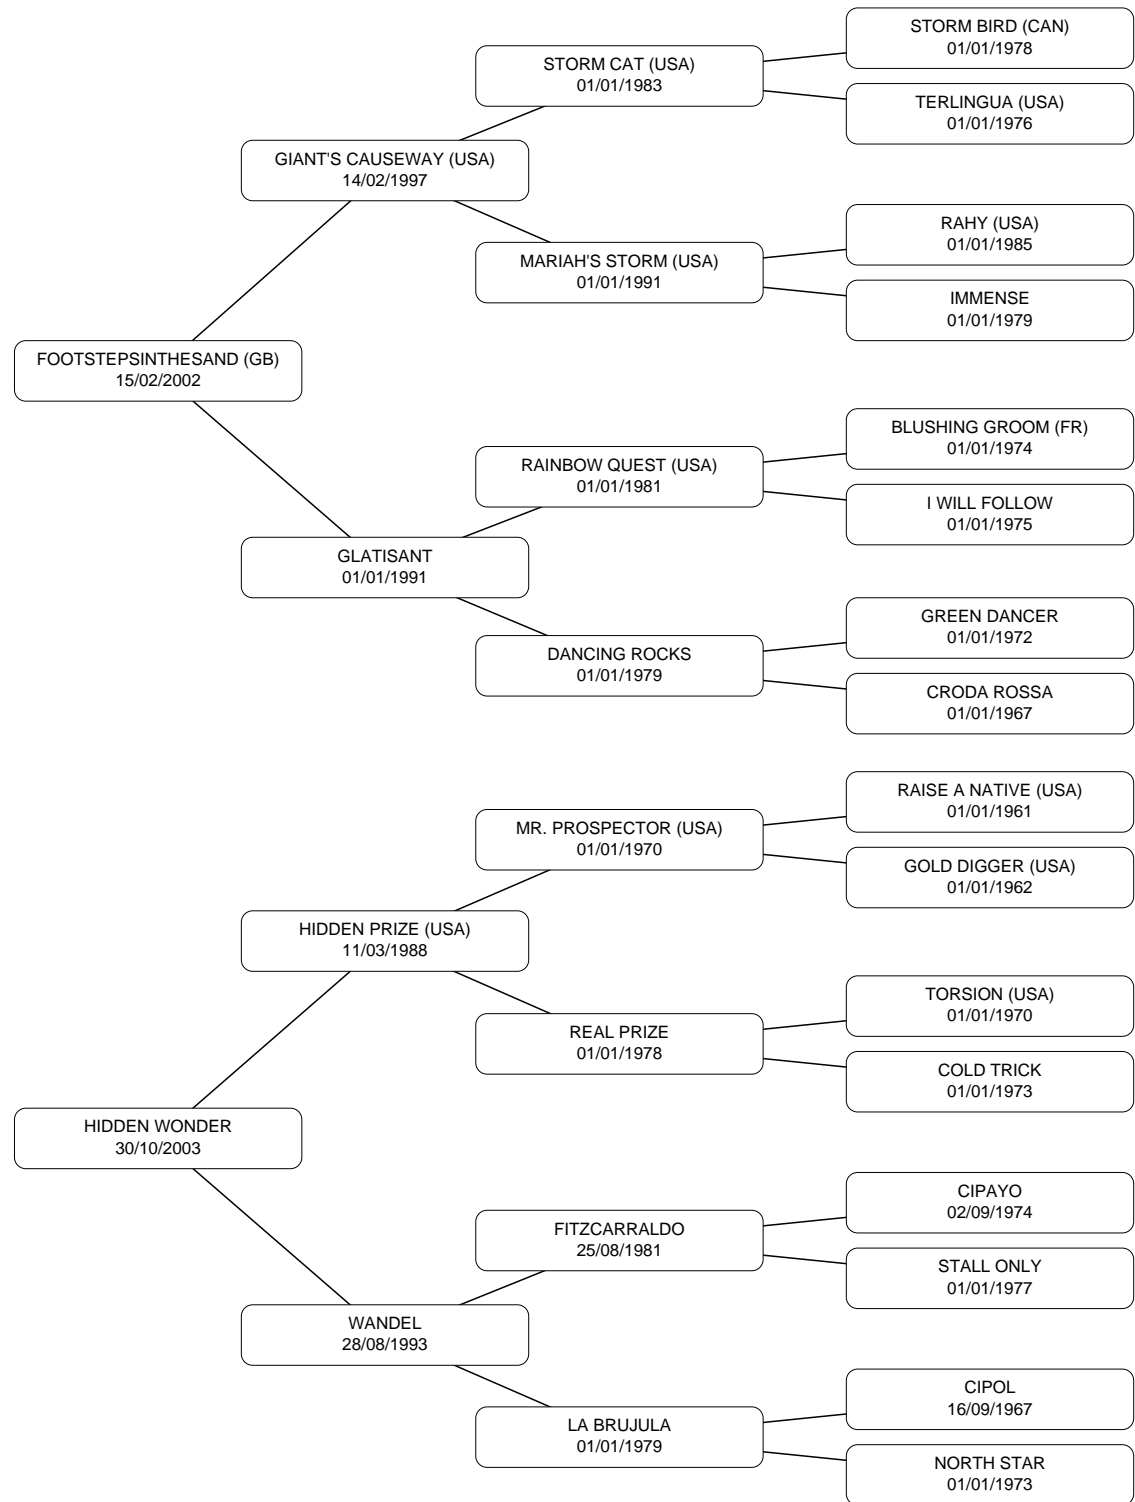 STORM BIRD (CAN)
01/01/1978
STORM CAT (USA)
01/01/1983
TERLINGUA (USA)
01/01/1976
GIANT'S CAUSEWAY (USA)
14/02/1997
RAHY (USA)
01/01/1985
MARIAH'S STORM (USA)
01/01/1991
IMMENSE
01/01/1979
FOOTSTEPSINTHESAND (GB)
15/02/2002
BLUSHING GROOM (FR)
01/01/1974
RAINBOW QUEST (USA)
01/01/1981
I WILL FOLLOW
01/01/1975
GLATISANT
01/01/1991
GREEN DANCER
01/01/1972
DANCING ROCKS
01/01/1979
CRODA ROSSA
01/01/1967
RAISE A NATIVE (USA)
01/01/1961
MR. PROSPECTOR (USA)
01/01/1970
GOLD DIGGER (USA)
01/01/1962
HIDDEN PRIZE (USA)
11/03/1988
TORSION (USA)
01/01/1970
REAL PRIZE
01/01/1978
COLD TRICK
01/01/1973
HIDDEN WONDER
30/10/2003
CIPAYO
02/09/1974
FITZCARRALDO
25/08/1981
STALL ONLY
01/01/1977
WANDEL
28/08/1993
CIPOL
16/09/1967
LA BRUJULA
01/01/1979
NORTH STAR
01/01/1973